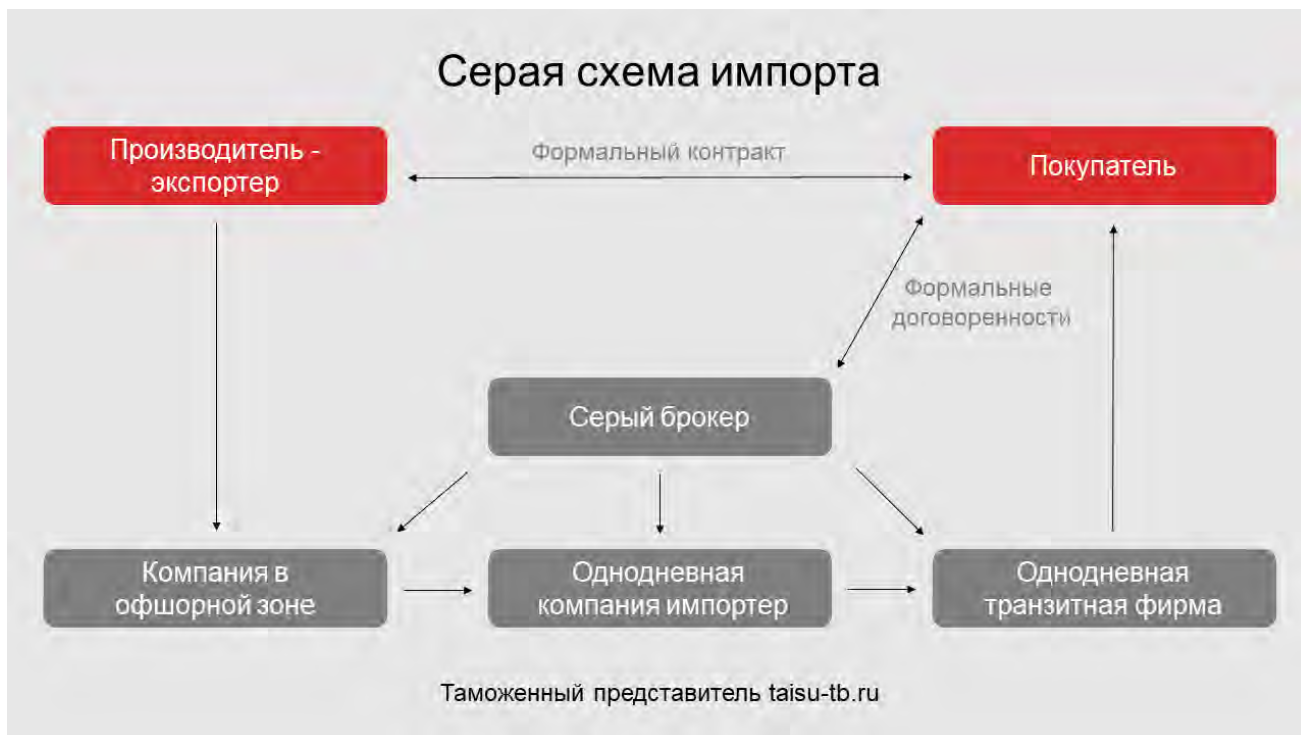 Серая схема импорта
Производитель -
экспортер
Формальный контракт
Покупатель
Формальные
договоренности
Серый брокер
Компания в
офшорной зоне
Однодневная
компания импортер
Однодневная
транзитная фирма
Таможенный представитель taisu-tb.ru